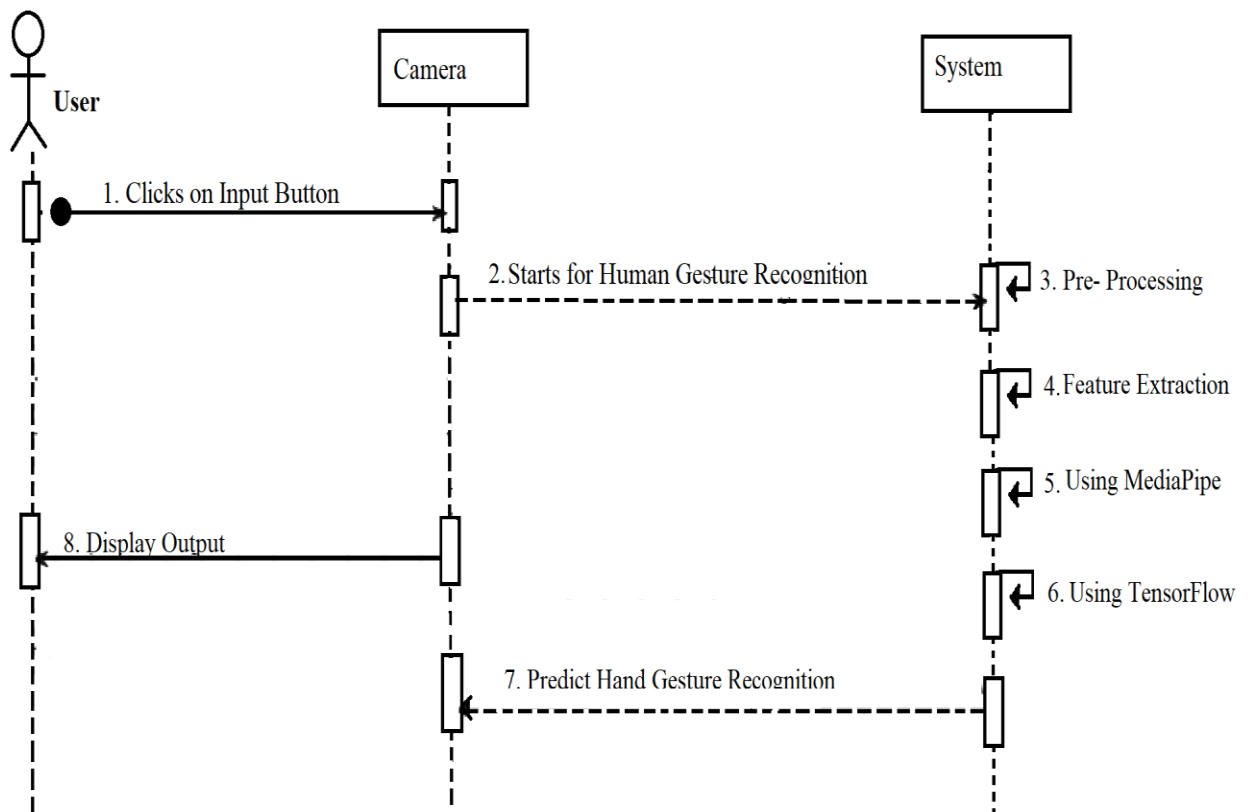 User
Camera
System
1. Clicks on Input Button
2. Starts for Human Gesture Recognition
3. Pre- Processing
4. Feature Extraction
5. Using MediaPipe
6. Using TensorFlow
7. Predict Hand Gesture Recognition
8. Display Output